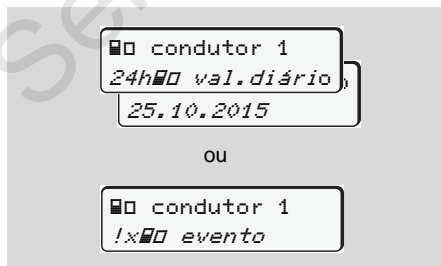 condutor 1
24h val.diário
25.10.2015
ou
condutor 1
!x evento